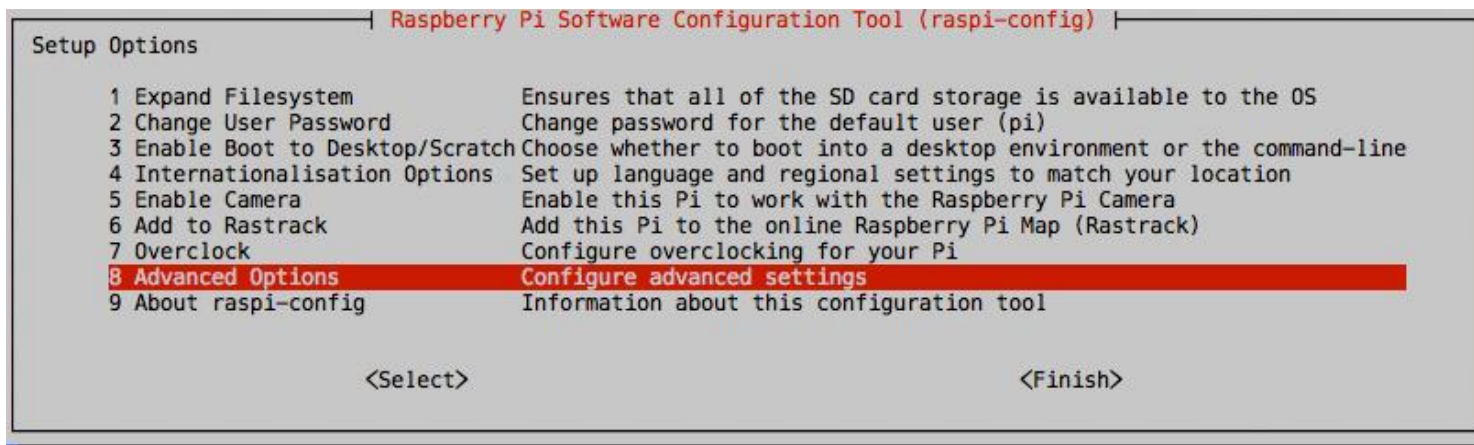 Raspberry Pi Software Configuration Tool (raspi-config)
Setup Options
1 Expand Filesystem Ensures that all of the SD card storage is available to the OS
2 Change User Password Change password for the default user (pi)
3 Enable Boot to Desktop/Scratch Choose whether to boot into a desktop environment or the command-line
4 Internationalisation Options Set up language and regional settings to match your location
5 Enable Camera Enable this Pi to work with the Raspberry Pi Camera
6 Add to Rastrack Add this Pi to the online Raspberry Pi Map (Rastrack)
7 Overclock Configure overclocking for your Pi
8 Advanced Options Configure advanced settings
9 About raspi-config Information about this configuration tool
<Select> <Finish>